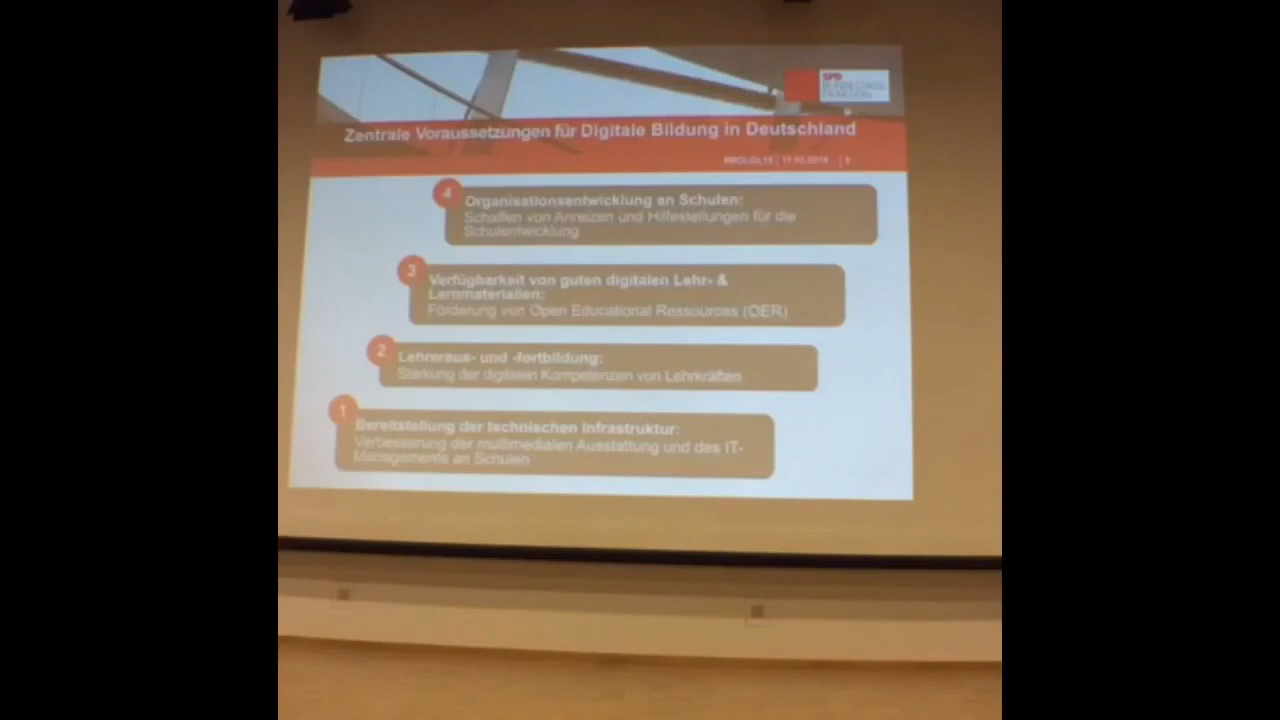 SPD
BUNDESTAGS
FRAKTION
Zentrale Voraussetzungen für Digitale Bildung in Deutschland
4
Organisationsentwicklung an Schulen:
Schaffen von Anreizen und Hilfestellungen für die
Schulentwicklung
3
Verfügbarkeit von guten digitalen Lehr- &
Lernmaterialien:
Förderung von Open Educational Ressources (OER)
2
Lehreraus- und -fortbildung:
Stärkung der digitalen Kompetenzen von Lehrkräften
1
Bereitstellung der technischen Infrastruktur:
Verbesserung der multimedialen Ausstattung und des IT-
Managements an Schulen